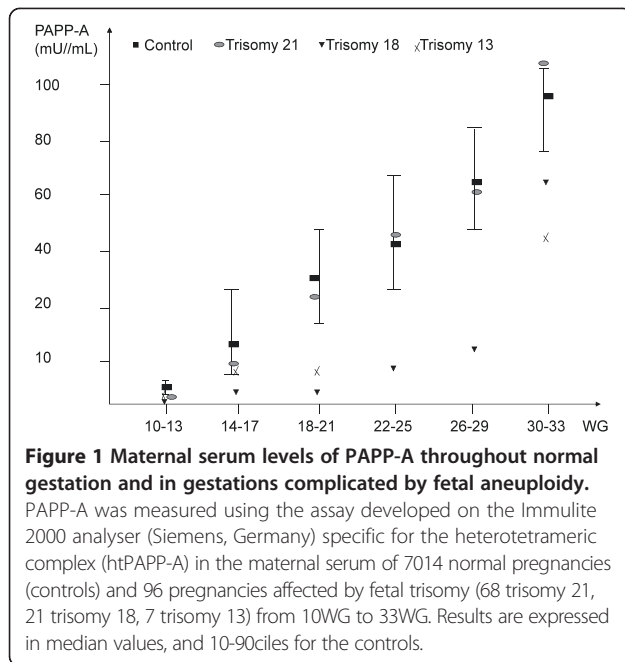 PAPP-A
(mU//mL)
Control Trisomy 21 Trisomy 18 Trisomy 13
100
80
60
40
20
10
10-13 14-17 18-21 22-25 26-29 30-33 WG
Figure 1 Maternal serum levels of PAPP-A throughout normal
gestation and in gestations complicated by fetal aneuploidy.
PAPP-A was measured using the assay developed on the Immulite
2000 analyser (Siemens, Germany) specific for the heterotetrameric
complex (htPAPP-A) in the maternal serum of 7014 normal pregnancies
(controls) and 96 pregnancies affected by fetal trisomy (68 trisomy 21,
21 trisomy 18, 7 trisomy 13) from 10WG to 33WG. Results are expressed
in median values, and 10-90ciles for the controls.